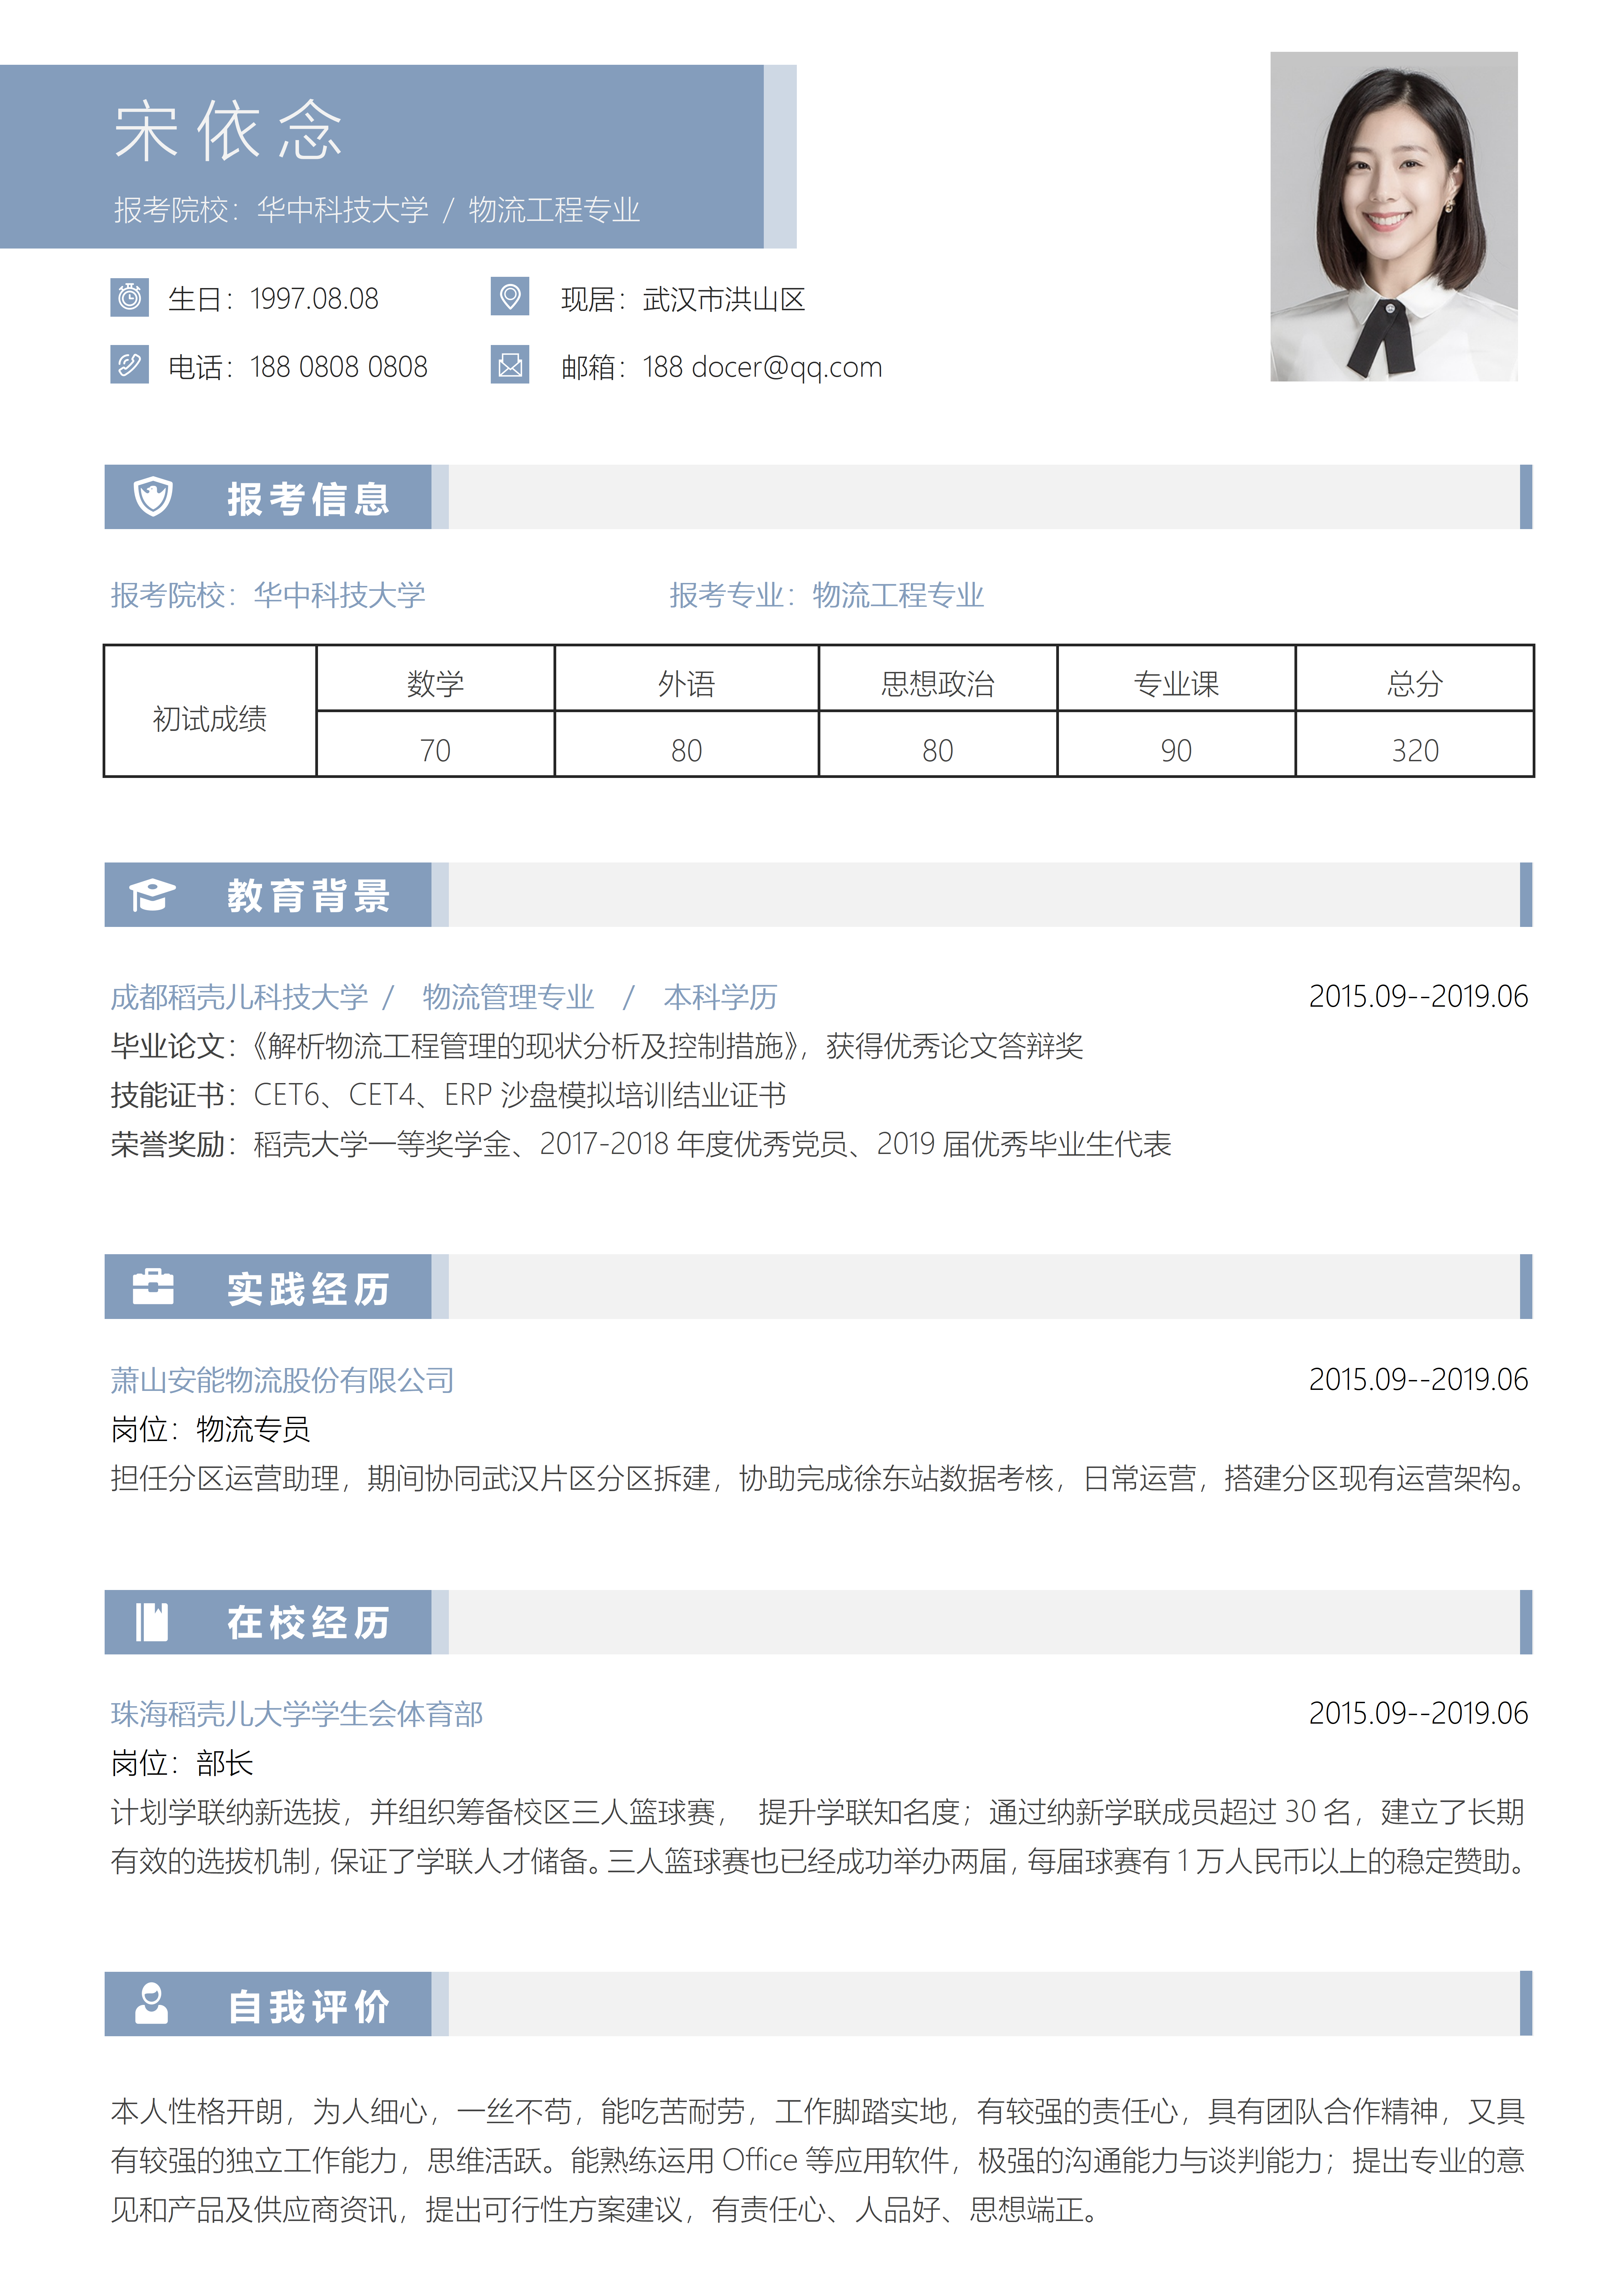 宋依念
报考院校：华中科技大学 / 物流工程专业
生日：1997.08.08 现居：武汉市洪山区
电话：188 0808 0808 邮箱：188 docer@qq.com
报考信息
报考院校：华中科技大学 报考专业：物流工程专业
初试成绩 数学 外语 思想政治 专业课 总分
70 80 80 90 320
教育背景
成都稻壳儿科技大学 / 物流管理专业 / 本科学历 2015.09--2019.06
毕业论文：《解析物流工程管理的现状分析及控制措施》，获得优秀论文答辩奖
技能证书：CET6、CET4、ERP 沙盘模拟培训结业证书
荣誉奖励：稻壳大学一等奖学金、2017-2018 年度优秀党员、2019 届优秀毕业生代表
实践经历
萧山安能物流股份有限公司 2015.09--2019.06
岗位：物流专员
担任分区运营助理，期间协同武汉片区分区拆建，协助完成徐东站数据考核，日常运营，搭建分区现有运营架构。
在校经历
珠海稻壳儿大学学生会体育部 2015.09--2019.06
岗位：部长
计划学联纳新选拔，并组织筹备校区三人篮球赛， 提升学联知名度；通过纳新学联成员超过 30 名，建立了长期
有效的选拔机制，保证了学联人才储备。三人篮球赛也已经成功举办两届，每届球赛有 1 万人民币以上的稳定赞助。
自我评价
本人性格开朗，为人细心，一丝不苟，能吃苦耐劳，工作脚踏实地，有较强的责任心，具有团队合作精神，又具
有较强的独立工作能力，思维活跃。能熟练运用 Office 等应用软件，极强的沟通能力与谈判能力；提出专业的意
见和产品及供应商资讯，提出可行性方案建议，有责任心、人品好、思想端正。